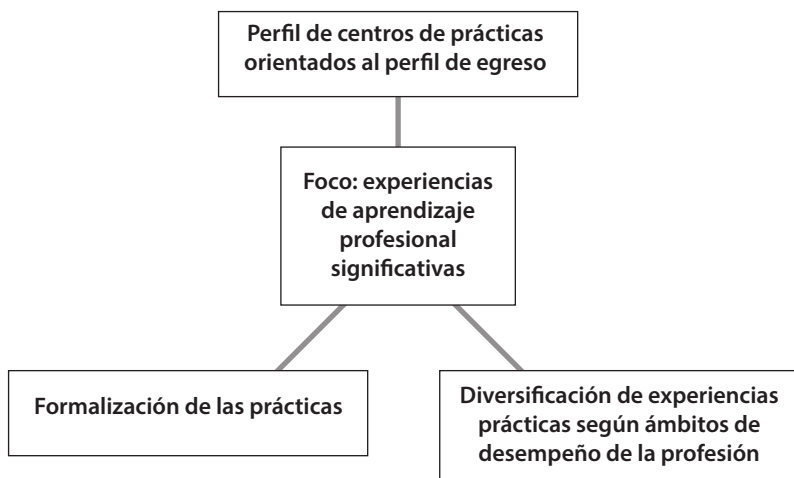 Perfil de centros de prácticas
orientados al perfil de egreso
Foco: experiencias
de aprendizaje
profesional
significativas
Formalización de las prácticas
Diversificación de experiencias
prácticas según ámbitos de
desempeño de la profesión